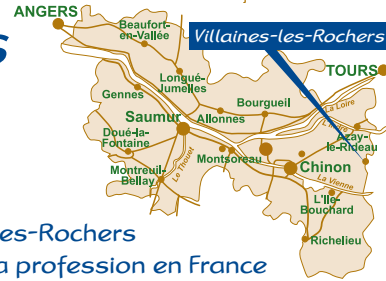 ANGERS
Beaufort-
en-Vallée
Villaines-les-Rochers
s
Longué-
Jumelles
TOURS
Gennes
Bourgueil
La Loire
Saumur
Allonnes
Doué-la-
Fontaine
Azay-
le-Rideau
Montsoreau
Chinon
Le Thouet
Montreuil-
Bellay
La Vienne
L'Ile-
Bouchard
Richelieu
es-Rochers
a profession en France